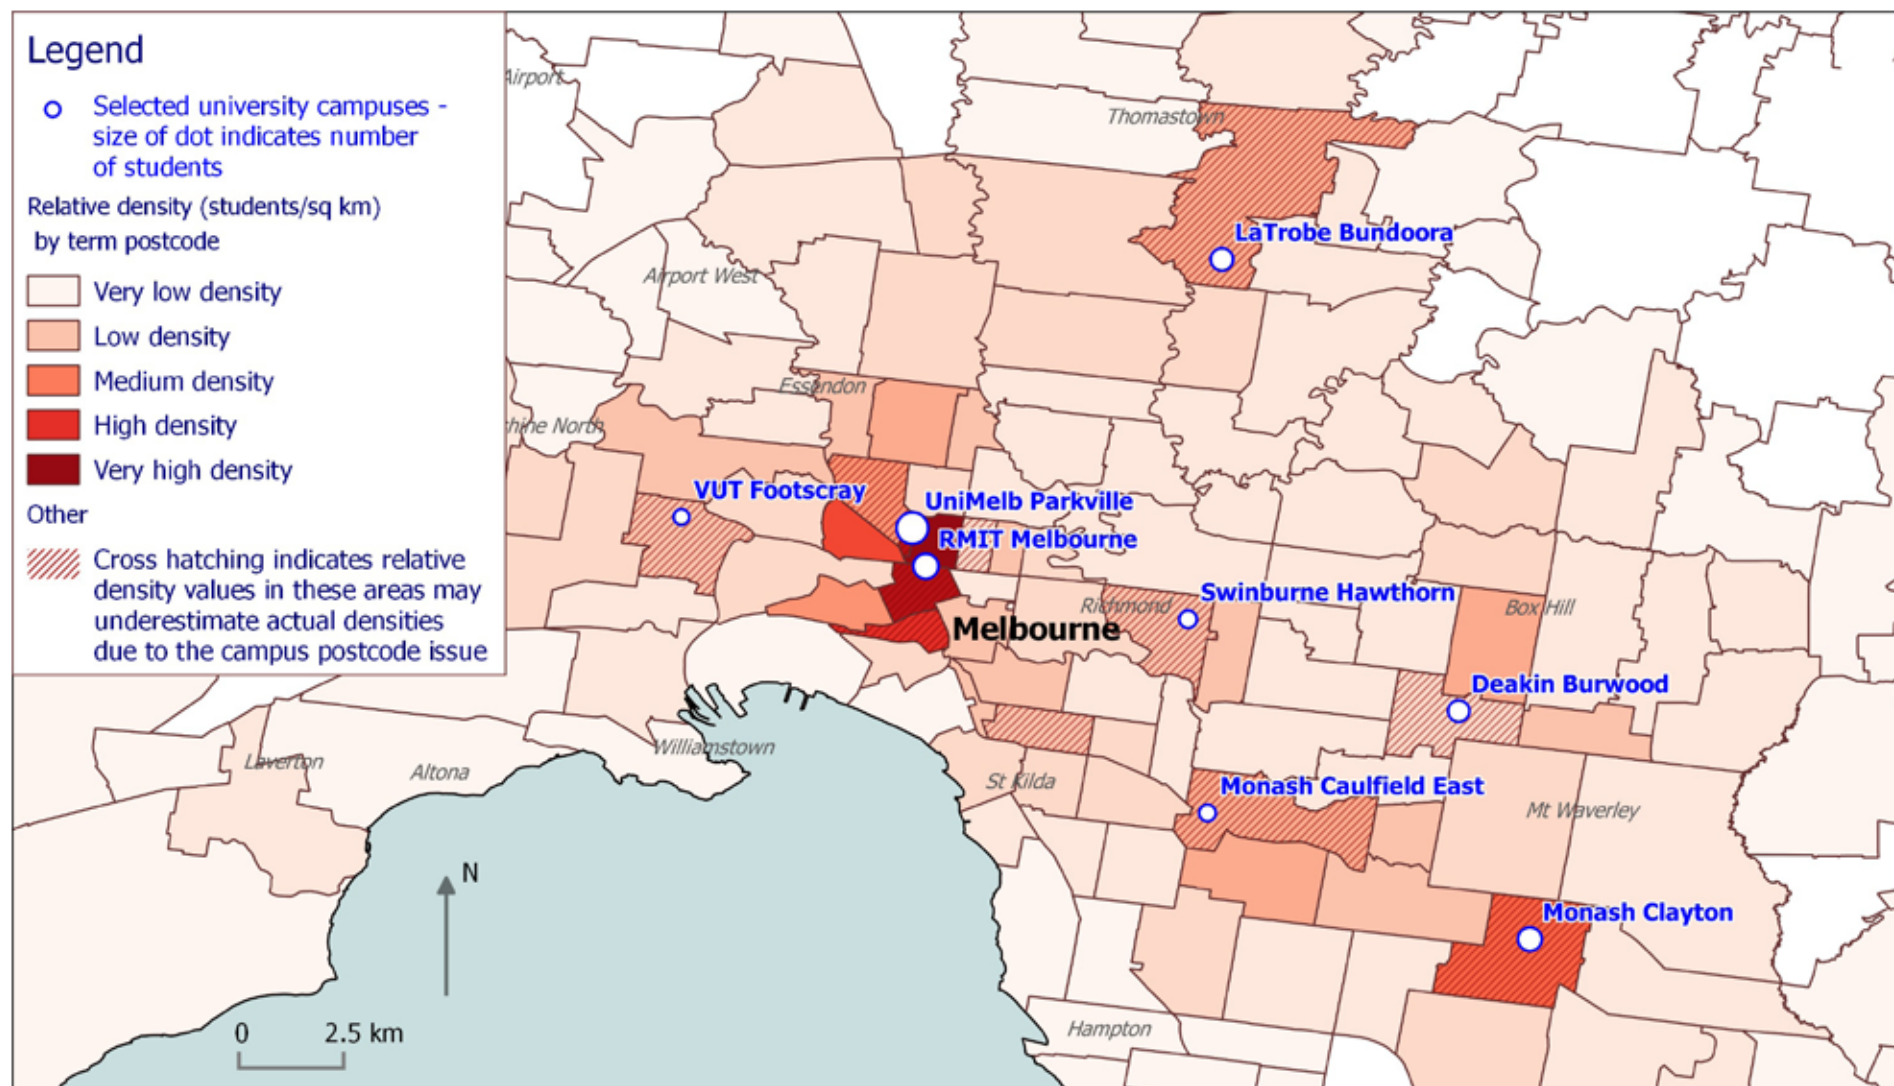 Legend
Selected university campuses -
size of dot indicates number
of students
Relative density (students/sq km)
by term postcode
Very low density
Low density
Medium density
High density
Very high density
Other
Cross hatching indicates relative
density values in these areas may
underestimate actual densities
due to the campus postcode issue
Airport
Thomastown
LaTrobe Bundoora
Airport West
Essendon
hine North
VUT Footscray
UniMelb Parkville
RMIT Melbourne
Swinburne Hawthorn
Richmond
Box Hill
Melbourne
Deakin Burwood
Williamstown
Laverton
Altona
St Kilda
Monash Caulfield East
Mt Waverley
N
Monash Clayton
0 2.5 km
Hampton